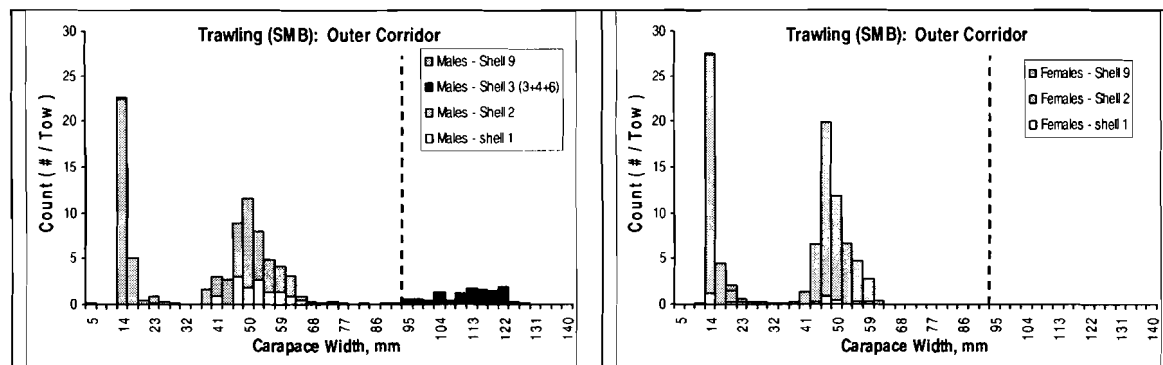 Trawling (SMB): Outer Corridor
30
25
20
15
10
5
0
Count ( # / Tow )
Males - Shell 9
Males - Shell 3 (3+4+6)
Males - Shell 2
Males - shell 1
5 14 23 32 41 50 59 68 77 86 95 104 113 122 131 140
Carapace Width, mm
Trawling (SMB): Outer Corridor
30
25
20
15
10
5
0
Count ( # / Tow )
Females - Shell 9
Females - Shell 2
Females - shell 1
5 14 23 32 41 50 59 68 77 86 95 104 113 122 131 140
Carapace Width, mm